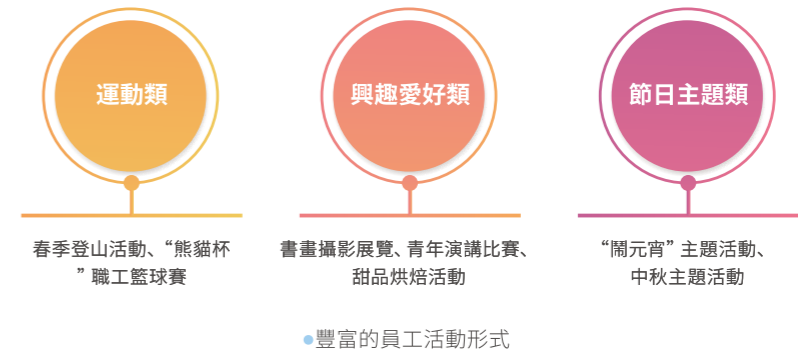 運動類
興趣愛好類
節日主題類
春季登山活動、“熊貓杯
”職工籃球賽
書畫攝影展覽、青年演講比賽、
甜品烘焙活動
“鬧元宵”主題活動、
中秋主題活動
●豐富的員工活動形式